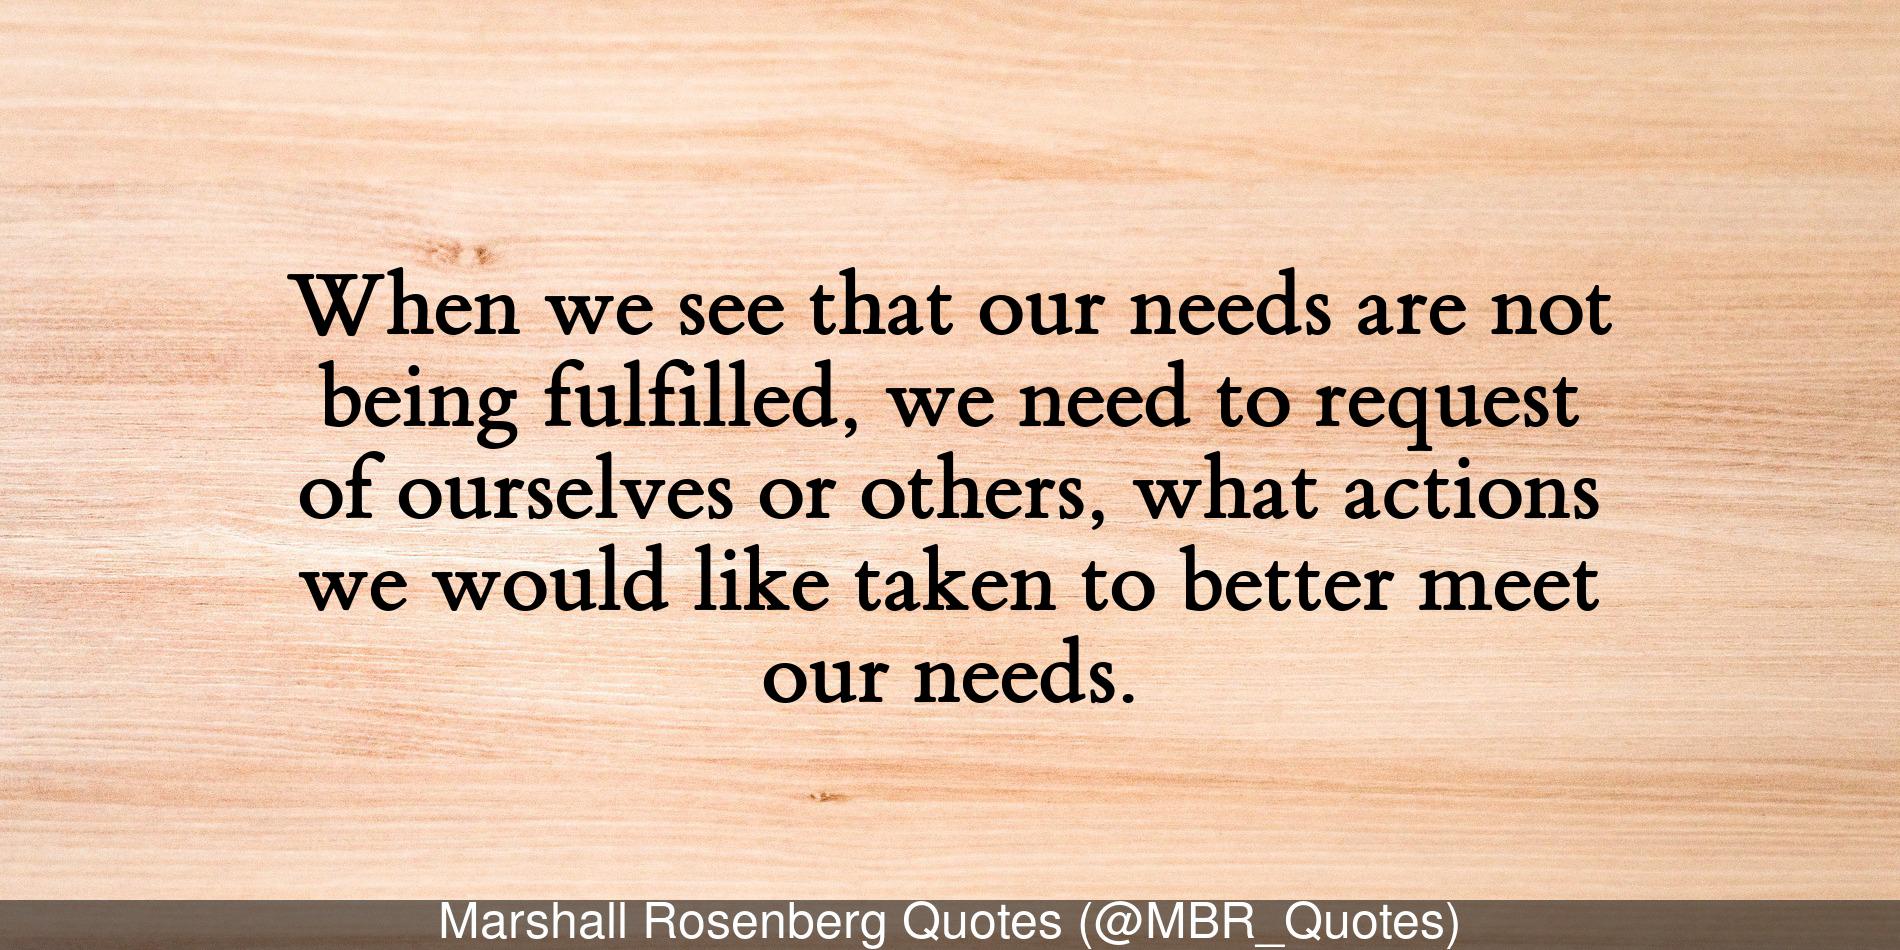 When we see that our needs are not
being fulfilled, we need to request
of ourselves or others, what actions
we would like taken to better meet
our needs.
Marshall Rosenberg Quotes (@MBR_Quotes)